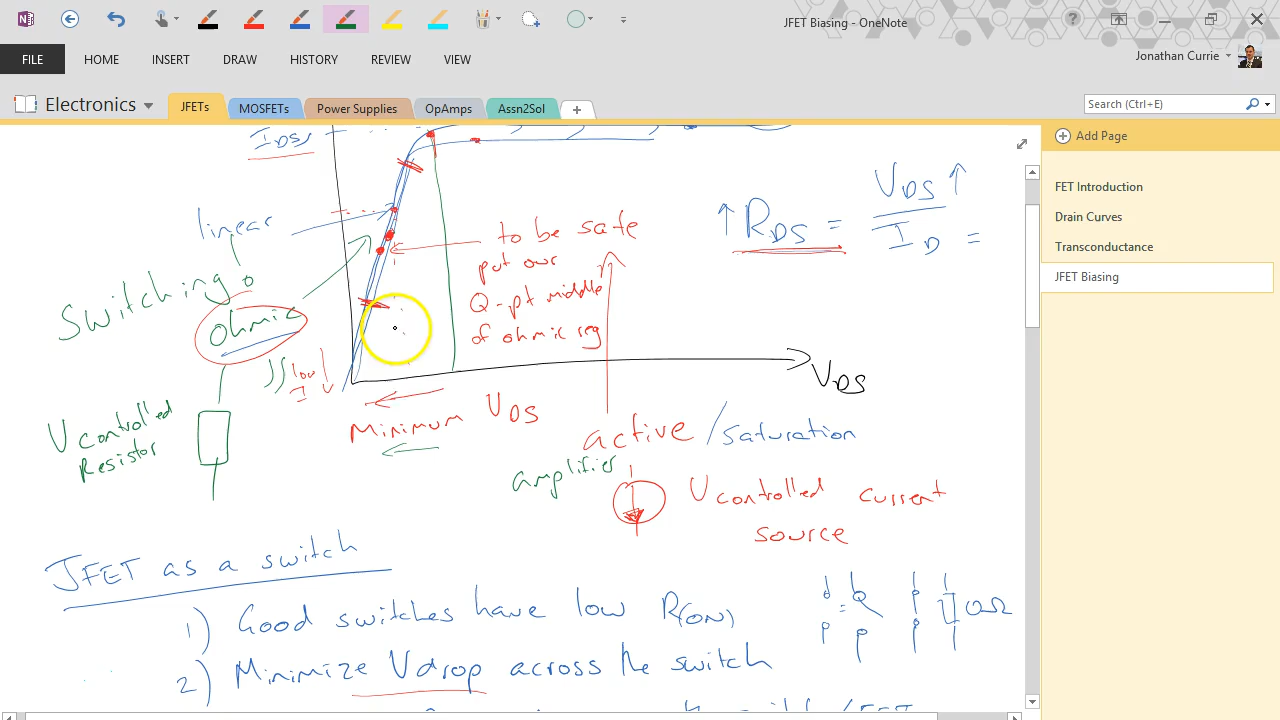 JFET Biasing - OneNote
?
FILE
HOME
INSERT
DRAW
HISTORY
REVIEW
VIEW
Jonathan Currie
Electronics
JFETs
MOSFETs
Power Supplies
OpAmps
Assn2Sol
Search (Ctrl+E)
Add Page
FET Introduction
Drain Curves
Transconductance
JFET Biasing
IDSS
linear
Switching
ohmic
low
I
V controlled
Resistor
to be safe
put our
Q-pt middle
of ohmic reg
↑ RDS = VDS ↑
ID =
VDS
Minimum VDS
active / saturation
amplifier
V controlled current
source
JFET as a switch
1) Good switches have low R(ON)
0Ω
2) Minimize Vdrop across the switch